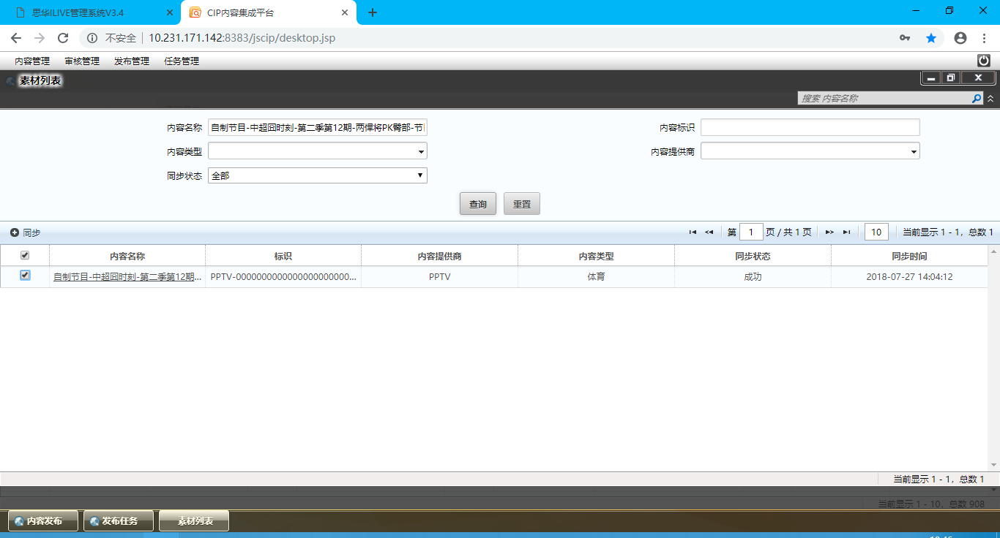 思华ILIVE管理系统V3.4
CIP内容集成平台
不安全
10.231.171.142:8383/jscip/desktop.jsp
内容管理 审核管理 发布管理 任务管理
素材列表
搜索 内容名称
内容名称 自制节目-中超囧时刻-第二季第12期-两悍将PK臀部-节 内容标识
内容类型 内容提供商
同步状态 全部
查询 重置
同步 第 1 页 / 共 1 页 10 当前显示 1 - 1，总数 1
内容名称 标识 内容提供商 内容类型 同步状态 同步时间
自制节目-中超囧时刻-第二季第12期... PPTV-0000000000000000000000... PPTV 体育 成功 2018-07-27 14:04:12
当前显示 1 - 1，总数 1
当前显示 1 - 10，总数 908
内容发布 发布任务 素材列表